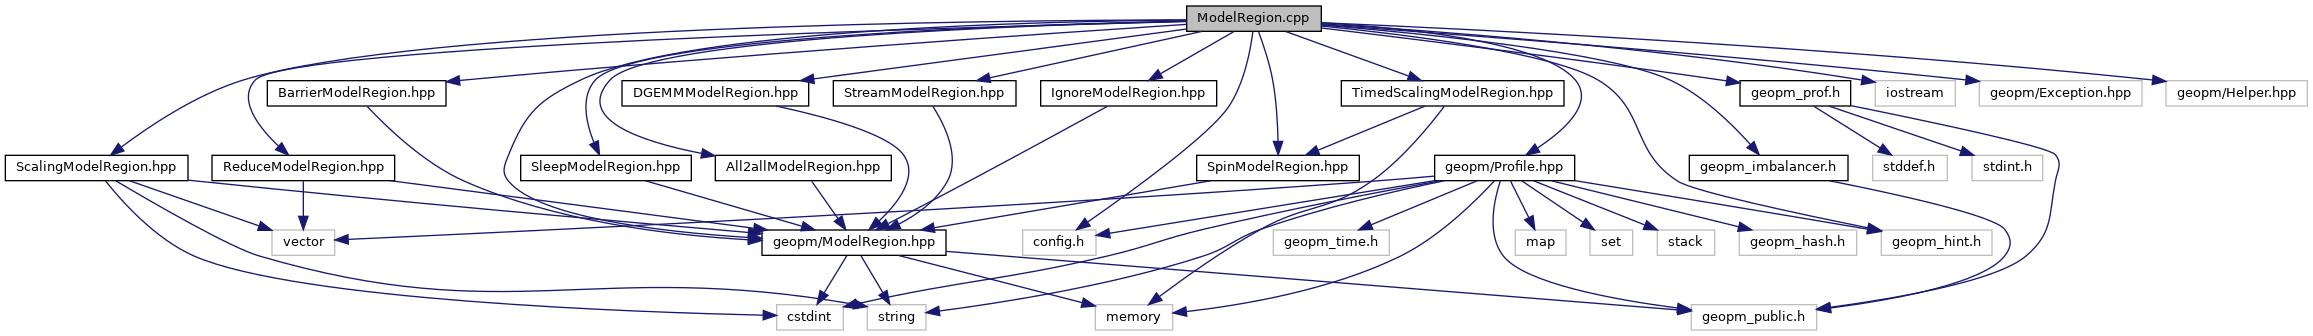 ModelRegion.cpp
BarrierModelRegion.hpp
DGEMMModelRegion.hpp
StreamModelRegion.hpp
IgnoreModelRegion.hpp
TimedScalingModelRegion.hpp
geopm_prof.h
iostream
geopm/Exception.hpp
geopm/Helper.hpp
ScalingModelRegion.hpp
ReduceModelRegion.hpp
SleepModelRegion.hpp
All2allModelRegion.hpp
SpinModelRegion.hpp
geopm/Profile.hpp
geopm_imbalancer.h
stddef.h
stdint.h
vector
geopm/ModelRegion.hpp
config.h
geopm_time.h
map
set
stack
geopm_hash.h
geopm_hint.h
cstdint
string
memory
geopm_public.h